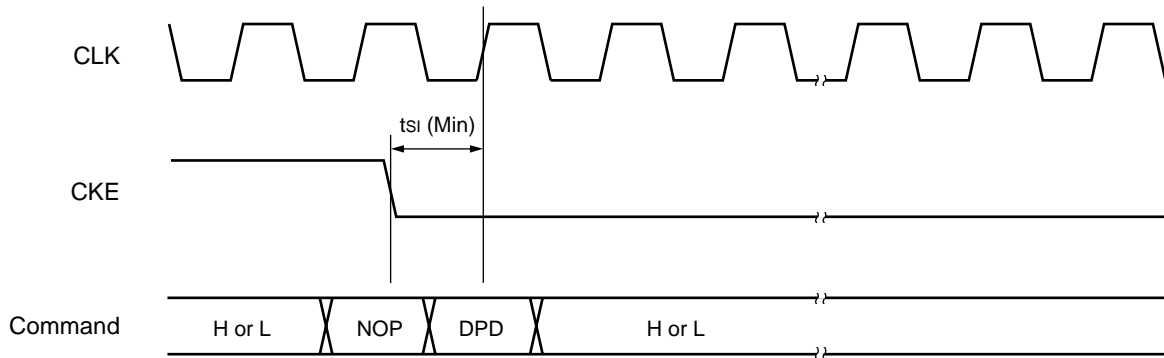 CLK
tSI (Min)
CKE
Command
H or L
NOP
DPD
H or L